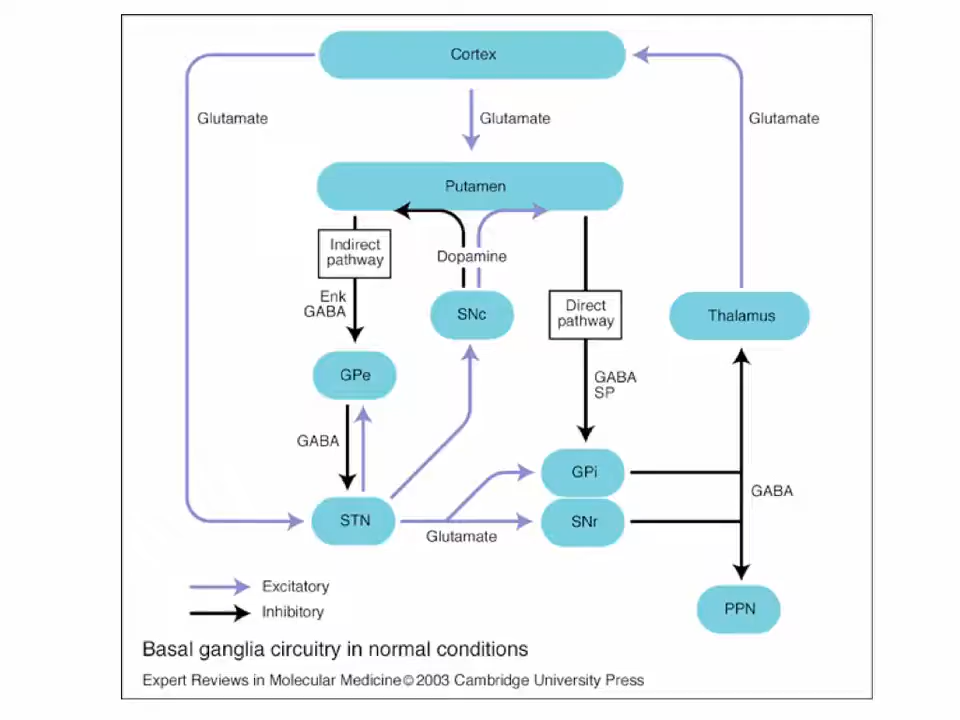 Cortex
Glutamate
Glutamate
Glutamate
Putamen
Indirect
pathway
Dopamine
Enk
GABA
SNc
Direct
pathway
Thalamus
GPe
GABA
SP
GABA
GPi
GABA
STN
SNr
Glutamate
Excitatory
Inhibitory
PPN
Basal ganglia circuitry in normal conditions
Expert Reviews in Molecular Medicine©2003 Cambridge University Press